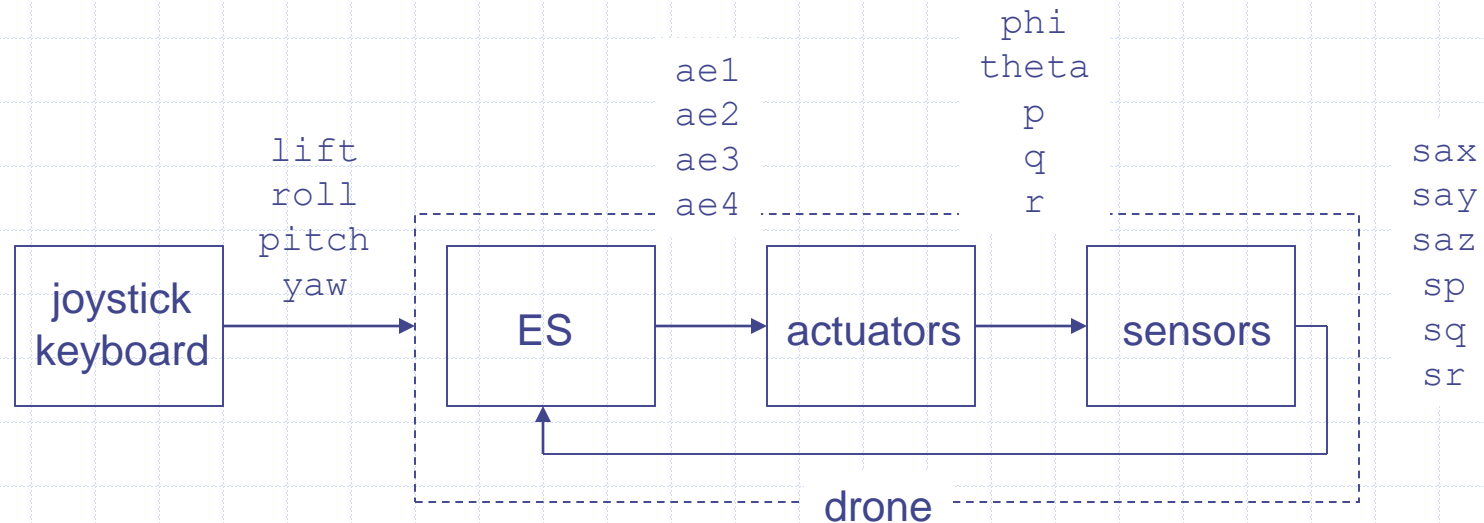 phi
theta
p
q
r
ae1
ae2
ae3
ae4
lift
roll
pitch
yaw
sax
say
saz
sp
sq
sr
joystick
keyboard
ES
actuators
sensors
drone